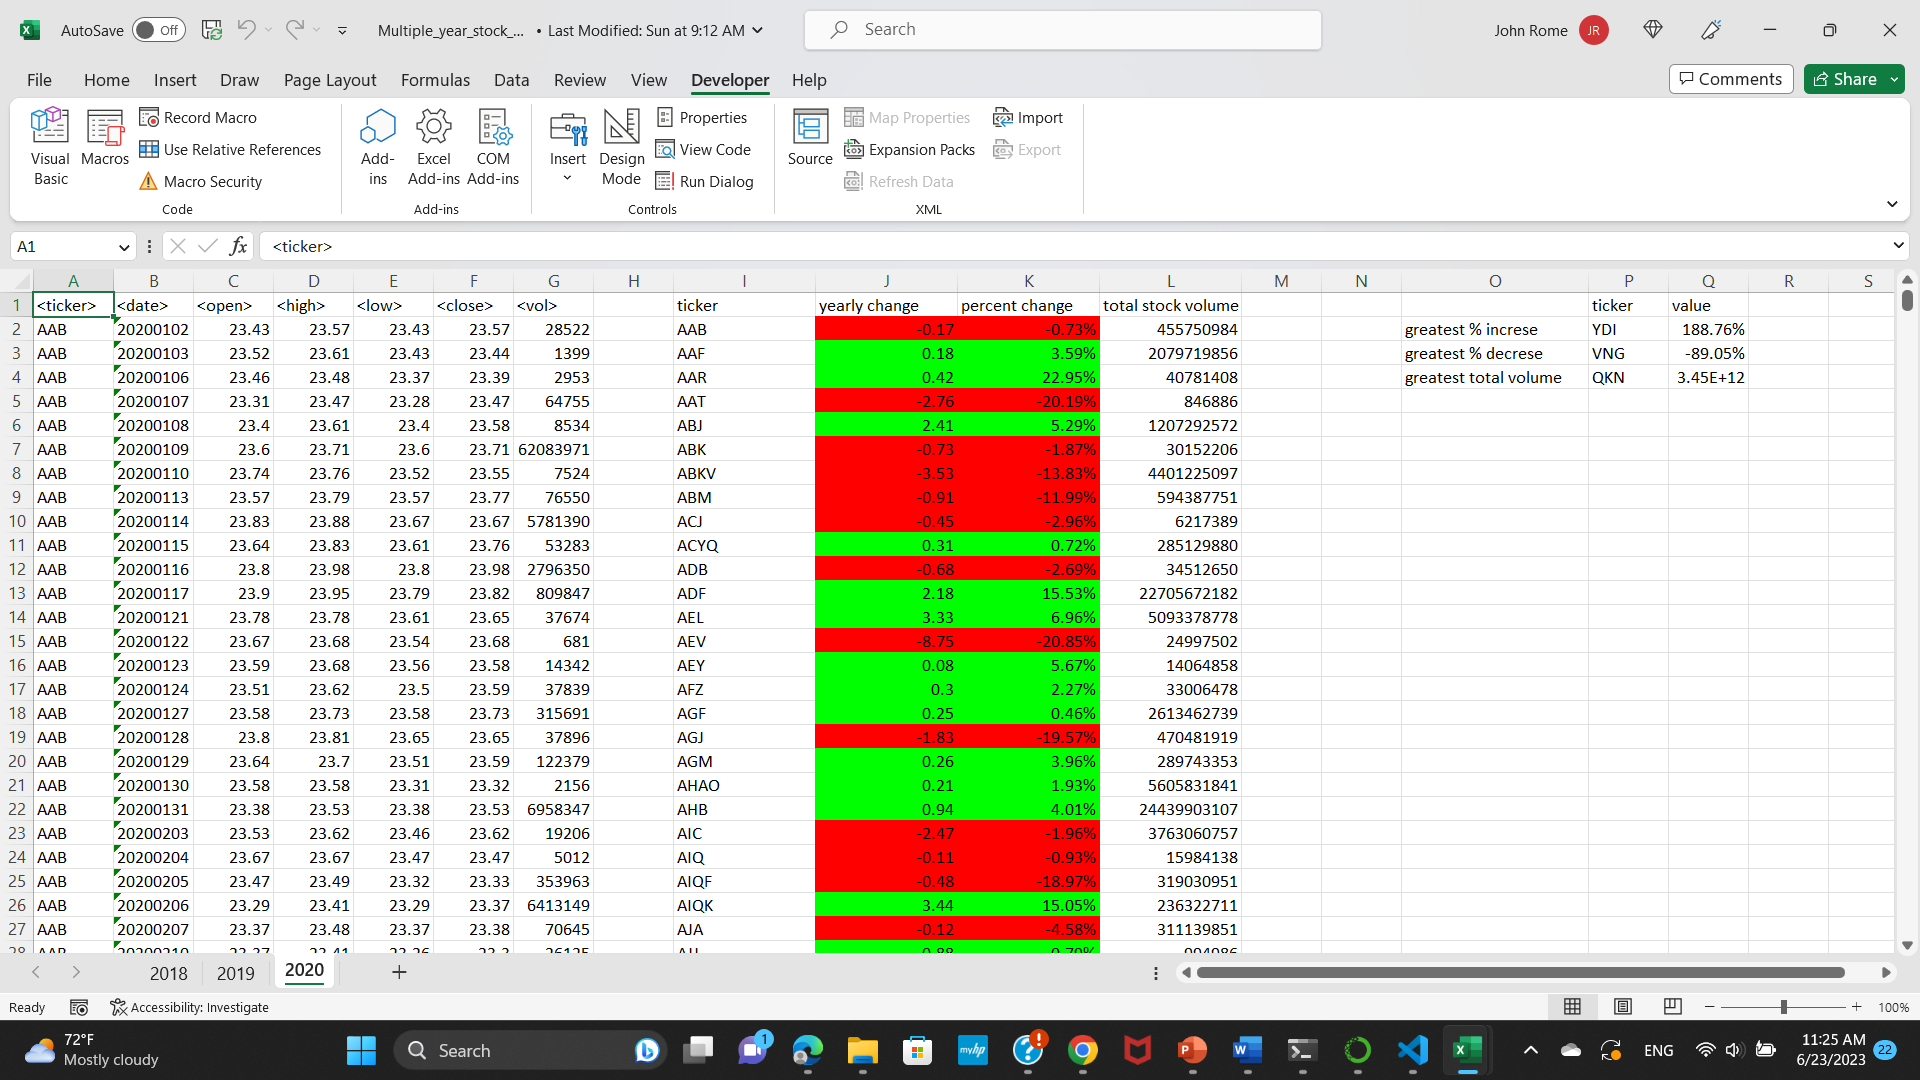 AutoSave Off Multiple_year_stock_... • Last Modified: Sun at 9:12 AM Search John Rome JR
File Home Insert Draw Page Layout Formulas Data Review View Developer Help Comments Share
Visual Basic Macros Record Macro Use Relative References Macro Security Code
Add-ins Excel Add-ins COM Add-ins Add-ins
Insert Design Mode Properties View Code Run Dialog Controls
Source Map Properties Expansion Packs Refresh Data Import Export XML
A1 fx <ticker>
A B C D E F G H I J K L M N O P Q R S
1 <ticker> <date> <open> <high> <low> <close> <vol> ticker yearly change percent change total stock volume ticker value
2 AAB 20200102 23.43 23.57 23.43 23.57 28522 AAB -0.17 -0.73% 455750984 greatest % increse YDI 188.76%
3 AAB 20200103 23.52 23.61 23.43 23.44 1399 AAF 0.18 3.59% 2079719856 greatest % decrese VNG -89.05%
4 AAB 20200106 23.46 23.48 23.37 23.39 2953 AAR 0.42 22.95% 40781408 greatest total volume QKN 3.45E+12
5 AAB 20200107 23.31 23.47 23.28 23.47 64755 AAT -2.76 -20.19% 846886
6 AAB 20200108 23.4 23.61 23.4 23.58 8534 ABJ 2.41 5.29% 1207292572
7 AAB 20200109 23.6 23.71 23.6 23.71 62083971 ABK -0.73 -1.87% 30152206
8 AAB 20200110 23.74 23.76 23.52 23.55 7524 ABKV -3.53 -13.83% 4401225097
9 AAB 20200113 23.57 23.79 23.57 23.77 76550 ABM -0.91 -11.99% 594387751
10 AAB 20200114 23.83 23.88 23.67 23.67 5781390 ACJ -0.45 -2.96% 6217389
11 AAB 20200115 23.64 23.83 23.61 23.76 53283 ACYQ 0.31 0.72% 285129880
12 AAB 20200116 23.8 23.98 23.8 23.98 2796350 ADB -0.68 -2.69% 34512650
13 AAB 20200117 23.9 23.95 23.79 23.82 809847 ADF 2.18 15.53% 22705672182
14 AAB 20200121 23.78 23.78 23.61 23.65 37674 AEL 3.33 6.96% 5093378778
15 AAB 20200122 23.67 23.68 23.54 23.68 681 AEV -8.75 -20.85% 24997502
16 AAB 20200123 23.59 23.68 23.56 23.58 14342 AEY 0.08 5.67% 14064858
17 AAB 20200124 23.51 23.62 23.5 23.59 37839 AFZ 0.3 2.27% 33006478
18 AAB 20200127 23.58 23.73 23.58 23.73 315691 AGF 0.25 0.46% 2613462739
19 AAB 20200128 23.8 23.81 23.65 23.65 37896 AGJ -1.83 -19.57% 470481919
20 AAB 20200129 23.64 23.7 23.51 23.59 122379 AGM 0.26 3.96% 289743353
21 AAB 20200130 23.58 23.58 23.31 23.32 2156 AHAO 0.21 1.93% 5605831841
22 AAB 20200131 23.38 23.53 23.38 23.53 6958347 AHB 0.94 4.01% 24439903107
23 AAB 20200203 23.53 23.62 23.46 23.62 19206 AIC -2.47 -1.96% 3763060757
24 AAB 20200204 23.67 23.67 23.47 23.47 5012 AIQ -0.11 -0.93% 15984138
25 AAB 20200205 23.47 23.49 23.32 23.33 353963 AIQF -0.48 -18.97% 319030951
26 AAB 20200206 23.29 23.41 23.29 23.37 6413149 AIQK 3.44 15.05% 236322711
27 AAB 20200207 23.37 23.48 23.37 23.38 70645 AJA -0.12 -4.58% 311139851
2018 2019 2020
Ready Accessibility: Investigate 100%
72°F Mostly cloudy Search 1 myhp ENG 11:25 AM 6/23/2023 22